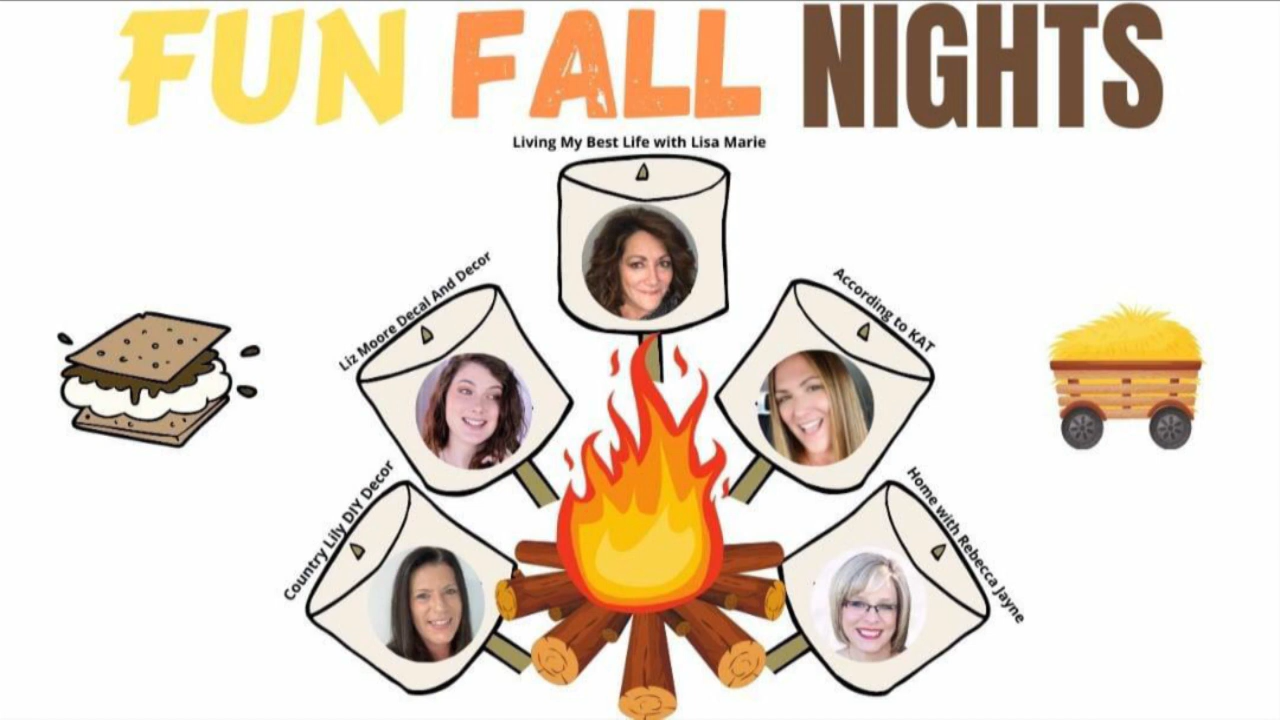 FUN FALL NIGHTS
Living My Best Life with Lisa Marie
Liz Moore Decal And Decor
According to KAT
Country Lily DIY Decor
Home with Rebecca Jayne